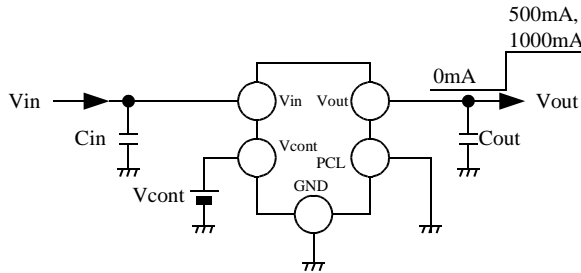 500mA,
1000mA
0mA
Vin
Vin
Vout
Vout
Cin
Vcont
PCL
Cout
GND
Vcont